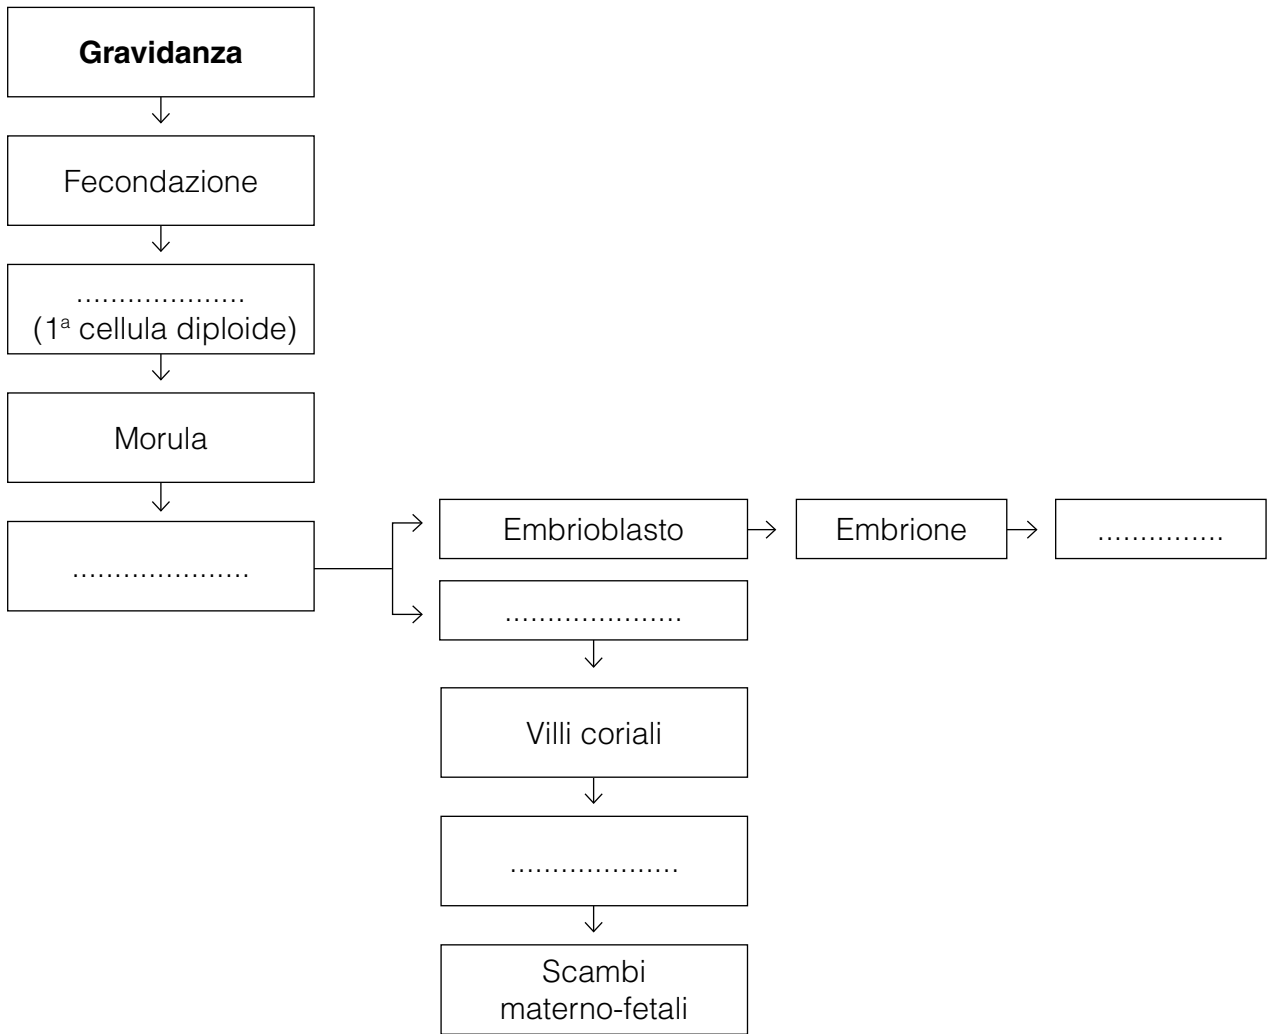 Gravidanza
Fecondazione
....................
(1ª cellula diploide)
Morula
.....................
Embrioblasto
Embrione
...............
.....................
Villi coriali
....................
Scambi
materno-fetali